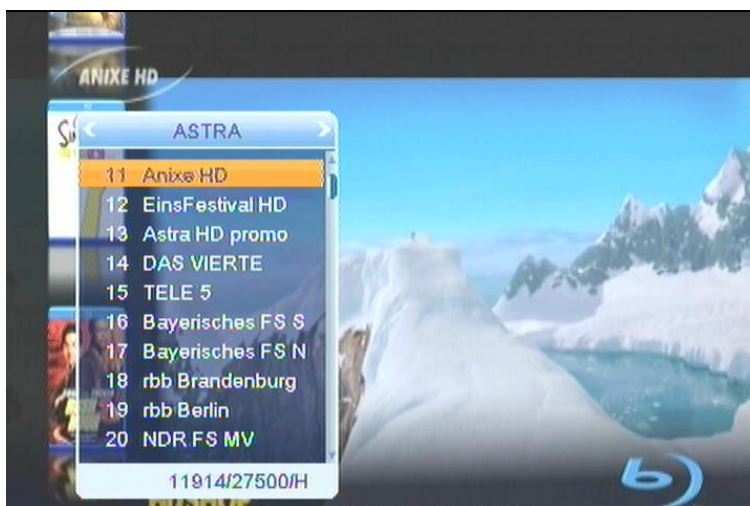 ANIXE HD
ASTRA
11 Anixe HD
12 EinsFestival HD
13 Astra HD promo
14 DAS VIERTE
15 TELE 5
16 Bayerisches FS S
17 Bayerisches FS N
18 rbb Brandenburg
19 rbb Berlin
20 NDR FS MV
11914/27500/H